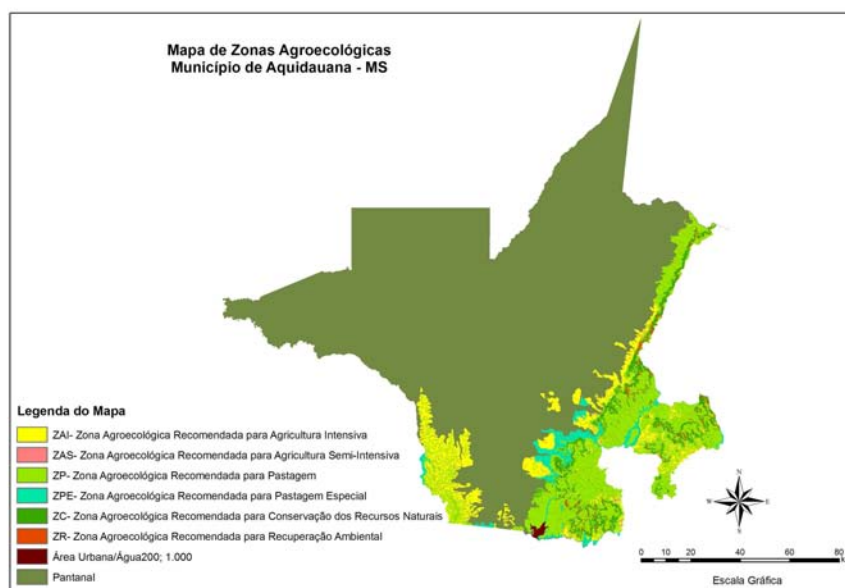 Mapa de Zonas Agroecológicas
Município de Aquidauana - MS
Legenda do Mapa
ZAI- Zona Agroecológica Recomendada para Agricultura Intensiva
ZAS- Zona Agroecológica Recomendada para Agricultura Semi-Intensiva
ZP- Zona Agroecológica Recomendada para Pastagem
ZPE- Zona Agroecológica Recomendada para Pastagem Especial
ZC- Zona Agroecológica Recomendada para Conservação dos Recursos Naturais
ZR- Zona Agroecológica Recomendada para Recuperação Ambiental
Área Urbana/Água200; 1.000
Pantanal
N
W E
S
0 10 20 40 60 80
Escala Gráfica